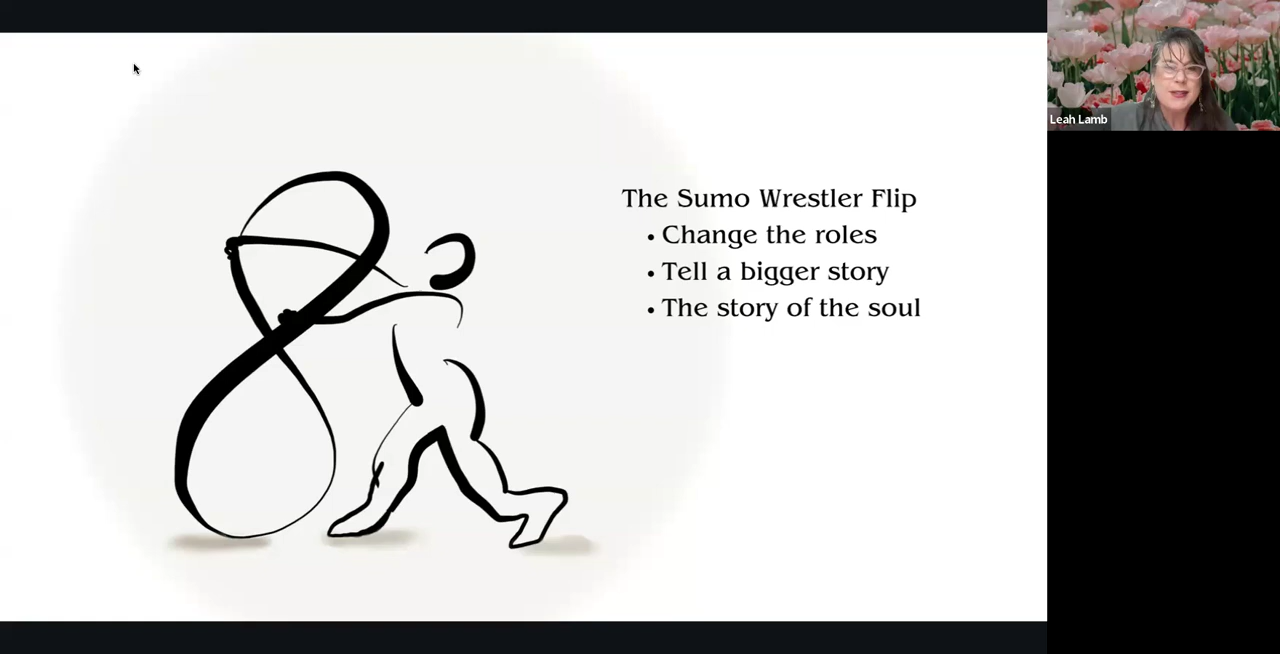 The Sumo Wrestler Flip
• Change the roles
• Tell a bigger story
• The story of the soul
Leah Lamb